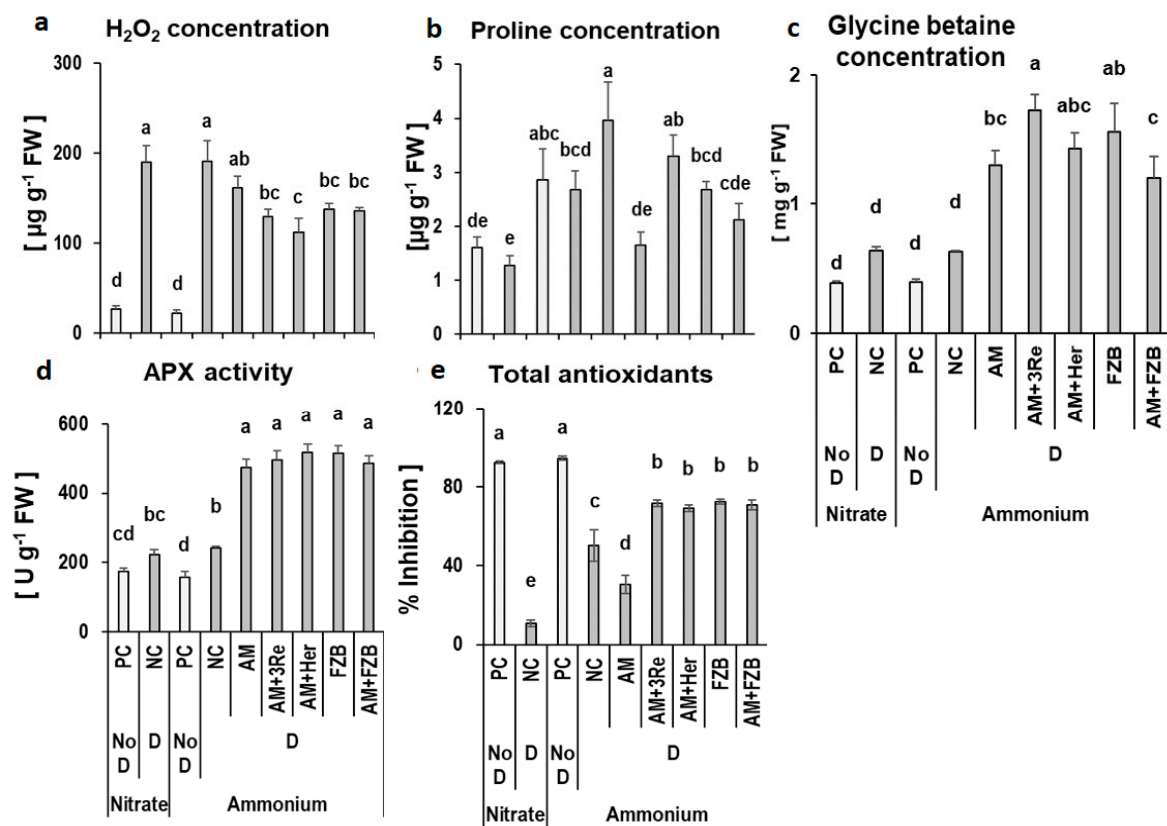 a
H₂O₂ concentration
[ µg g⁻¹ FW ]
300
200
100
0
d
a
d
a
ab
bc
c
bc
bc
b
Proline concentration
[µg g⁻¹ FW]
5
4
3
2
1
0
de
e
abc
bcd
a
de
ab
bcd
cde
c
Glycine betaine
concentration
[ mg g⁻¹ FW]
2
1
0
d
d
d
d
bc
a
abc
ab
c
PC
NC
PC
NC
AM
AM+3Re
AM+Her
FZB
AM+FZB
No
D
D
No
D
D
Nitrate
Ammonium
d
APX activity
[ U g⁻¹ FW ]
600
400
200
0
cd
bc
d
b
a
a
a
a
a
PC
NC
PC
NC
AM
AM+3Re
AM+Her
FZB
AM+FZB
No
D
D
No
D
D
Nitrate
Ammonium
e
Total antioxidants
% Inhibition ]
120
80
40
0
a
e
a
c
d
b
b
b
b
PC
NC
PC
NC
AM
AM+3Re
AM+Her
FZB
AM+FZB
No
D
D
No
D
D
Nitrate
Ammonium